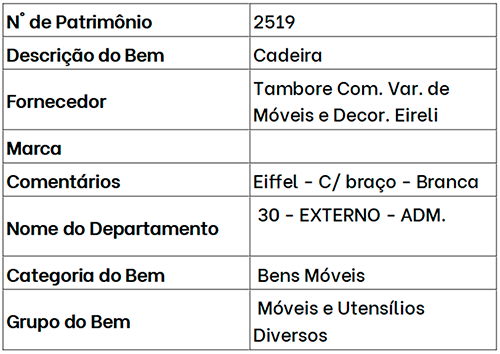 N° de Patrimônio 2519
Descrição do Bem Cadeira
Fornecedor Tambore Com. Var. de
Móveis e Decor. Eireli
Marca
Comentários Eiffel - C/ braço - Branca
Nome do Departamento 30 - EXTERNO - ADM.
Categoria do Bem Bens Móveis
Grupo do Bem Móveis e Utensílios
Diversos